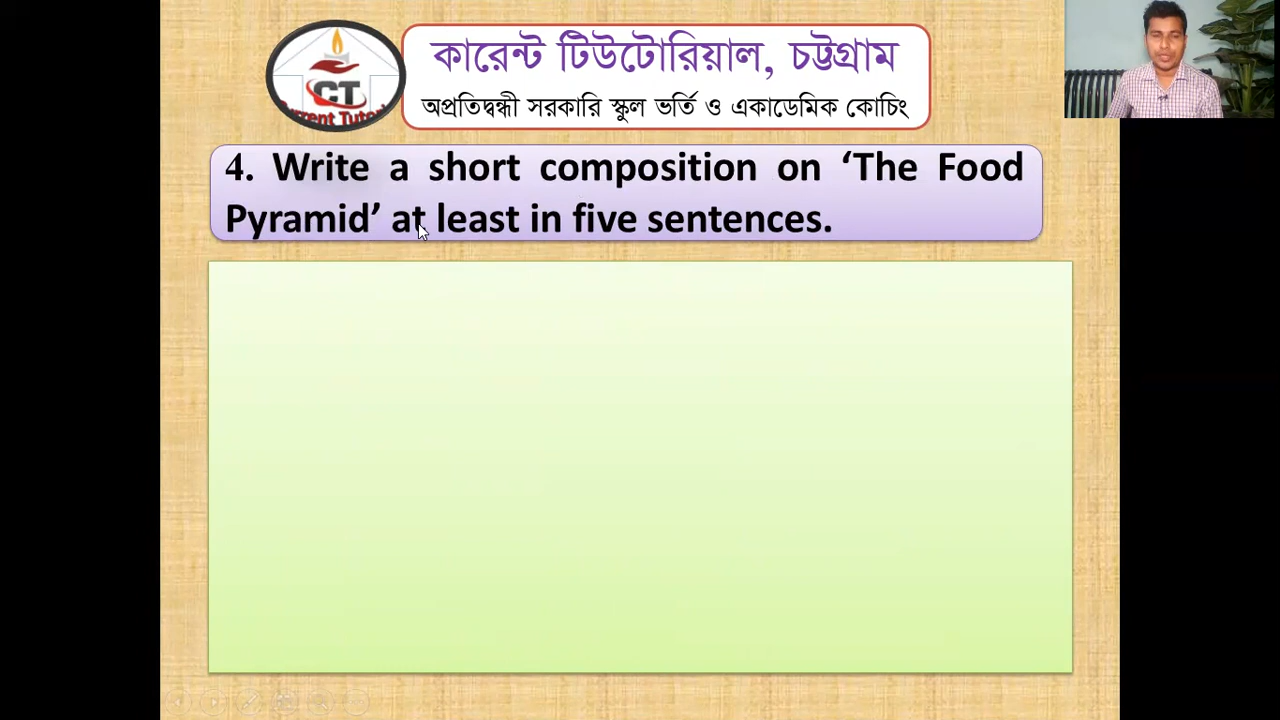 কারেন্ট টিউটোরিয়াল, চট্টগ্রাম
অপ্রতিদ্বন্ধী সরকারি স্কুল ভর্তি ও একাডেমিক কোচিং
CT
4. Write a short composition on ‘The Food
Pyramid’ at least in five sentences.